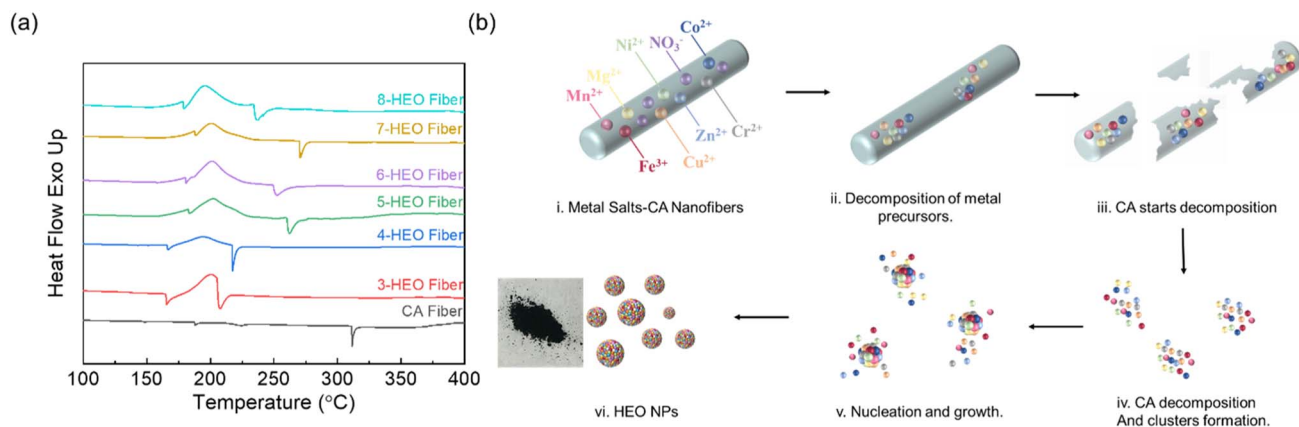 (a)
Heat Flow Exo Up
8-HEO Fiber
7-HEO Fiber
6-HEO Fiber
5-HEO Fiber
4-HEO Fiber
3-HEO Fiber
CA Fiber
100 150 200 250 300 350 400
Temperature (°C)
(b)
Co²⁺
Ni²⁺ NO₃⁻
Mg²⁺
Mn²⁺
Zn²⁺ Cr²⁺
Fe³⁺ Cu²⁺
i. Metal Salts-CA Nanofibers
ii. Decomposition of metal
precursors.
iii. CA starts decomposition
iv. CA decomposition
And clusters formation.
v. Nucleation and growth.
vi. HEO NPs